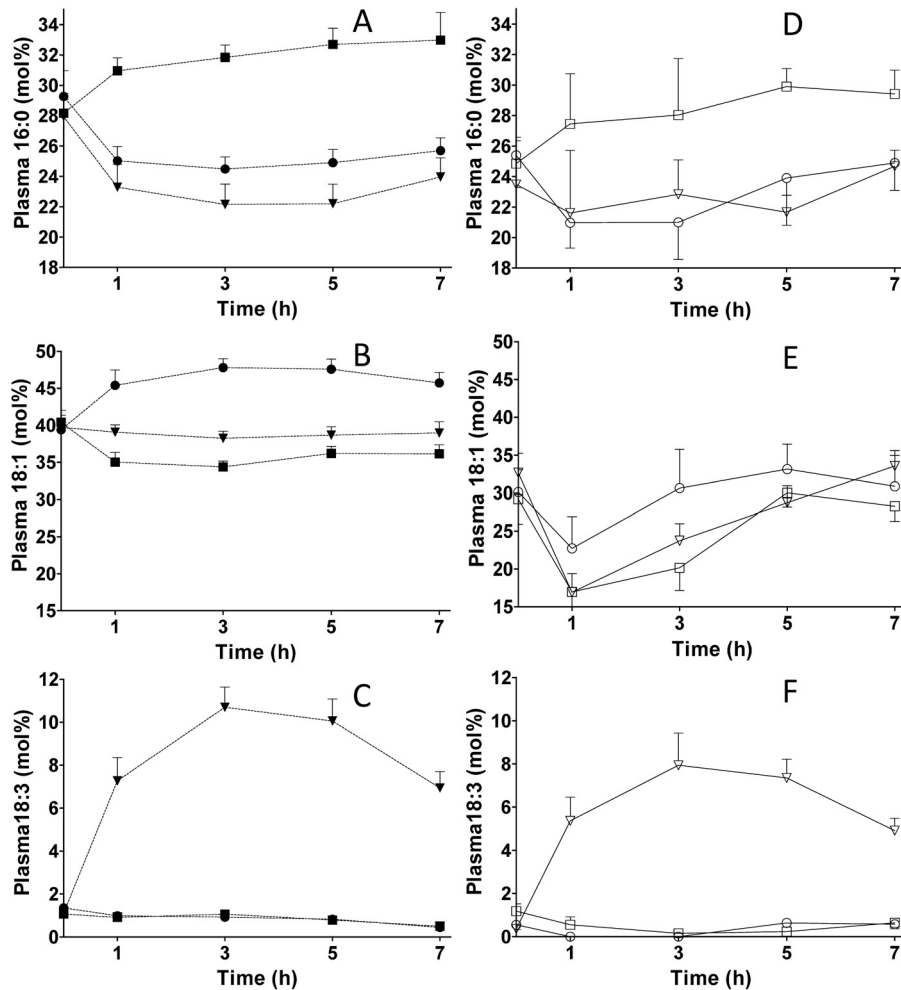 A
Plasma 16:0 (mol%)
34
32
30
28
26
24
22
20
18
1 3 5 7
Time (h)
D
Plasma 16:0 (mol%)
34
32
30
28
26
24
22
20
18
1 3 5 7
Time (h)
B
Plasma 18:1 (mol%)
50
45
40
35
30
25
20
15
1 3 5 7
Time (h)
E
Plasma 18:1 (mol%)
50
45
40
35
30
25
20
15
1 3 5 7
Time (h)
C
Plasma18:3 (mol%)
12
10
8
6
4
2
0
1 3 5 7
Time (h)
F
Plasma18:3 (mol%)
12
10
8
6
4
2
0
1 3 5 7
Time (h)